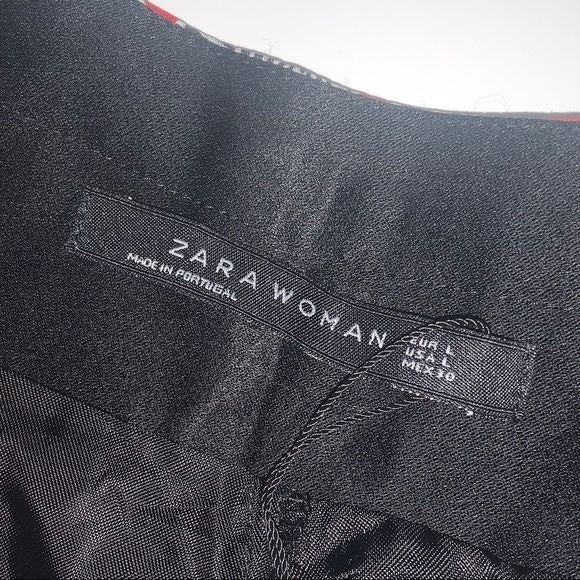 ZARA WOMAN
MADE IN PORTUGAL
EUR L
USA L
MEX 30